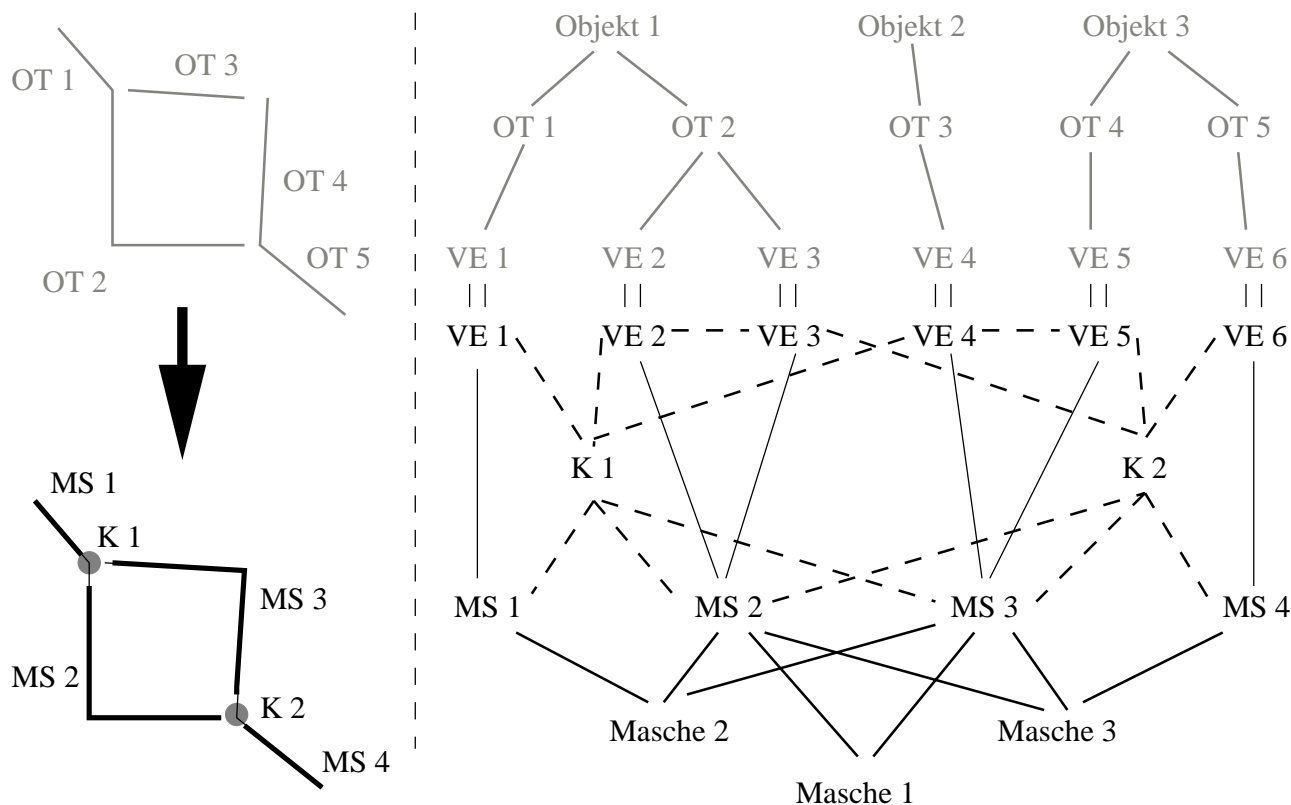 OT 3
OT 1
OT 4
OT 5
OT 2
MS 1
K 1
MS 3
MS 2
K 2
MS 4
Objekt 1 Objekt 2 Objekt 3
OT 1 OT 2 OT 3 OT 4 OT 5
VE 1 VE 2 VE 3 VE 4 VE 5 VE 6
VE 1 VE 2 VE 3 VE 4 VE 5 VE 6
K 1 K 2
MS 1 MS 2 MS 3 MS 4
Masche 2 Masche 3
Masche 1